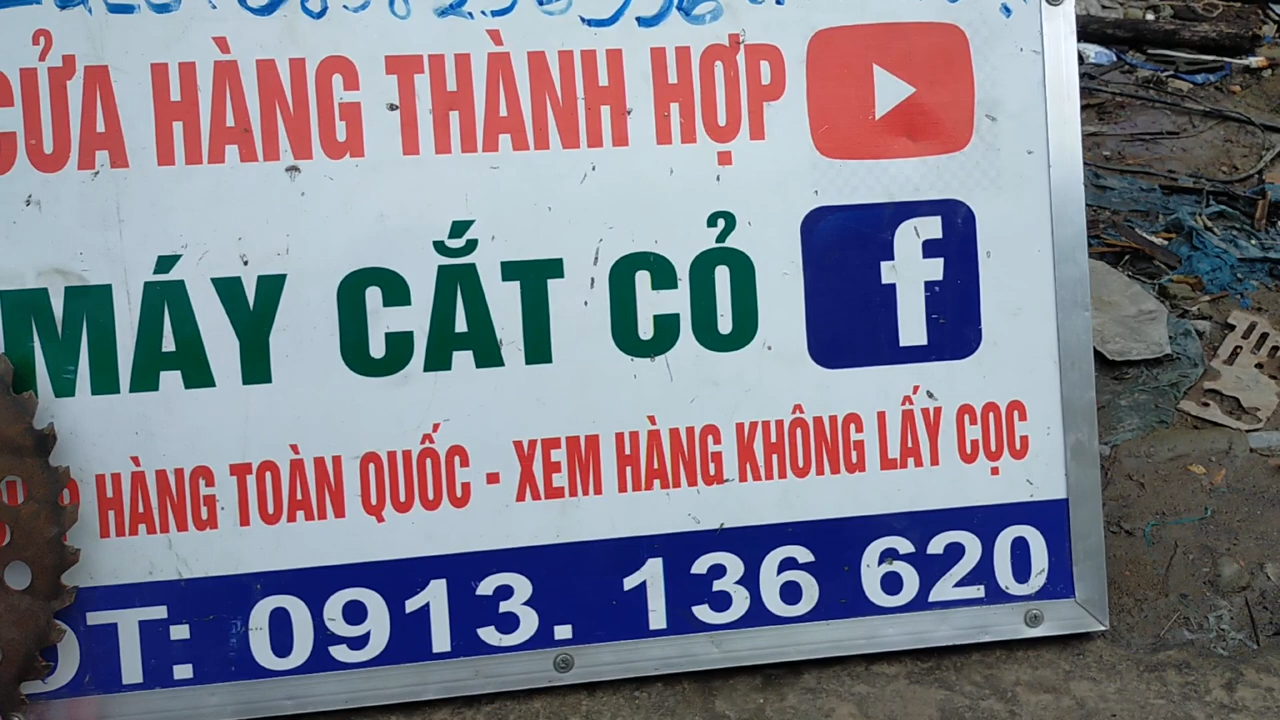 CỬA HÀNG THÀNH HỢP
MÁY CẮT CỎ
f
HÀNG TOÀN QUỐC - XEM HÀNG KHÔNG LẤY CỌC
ĐT: 0913. 136 620